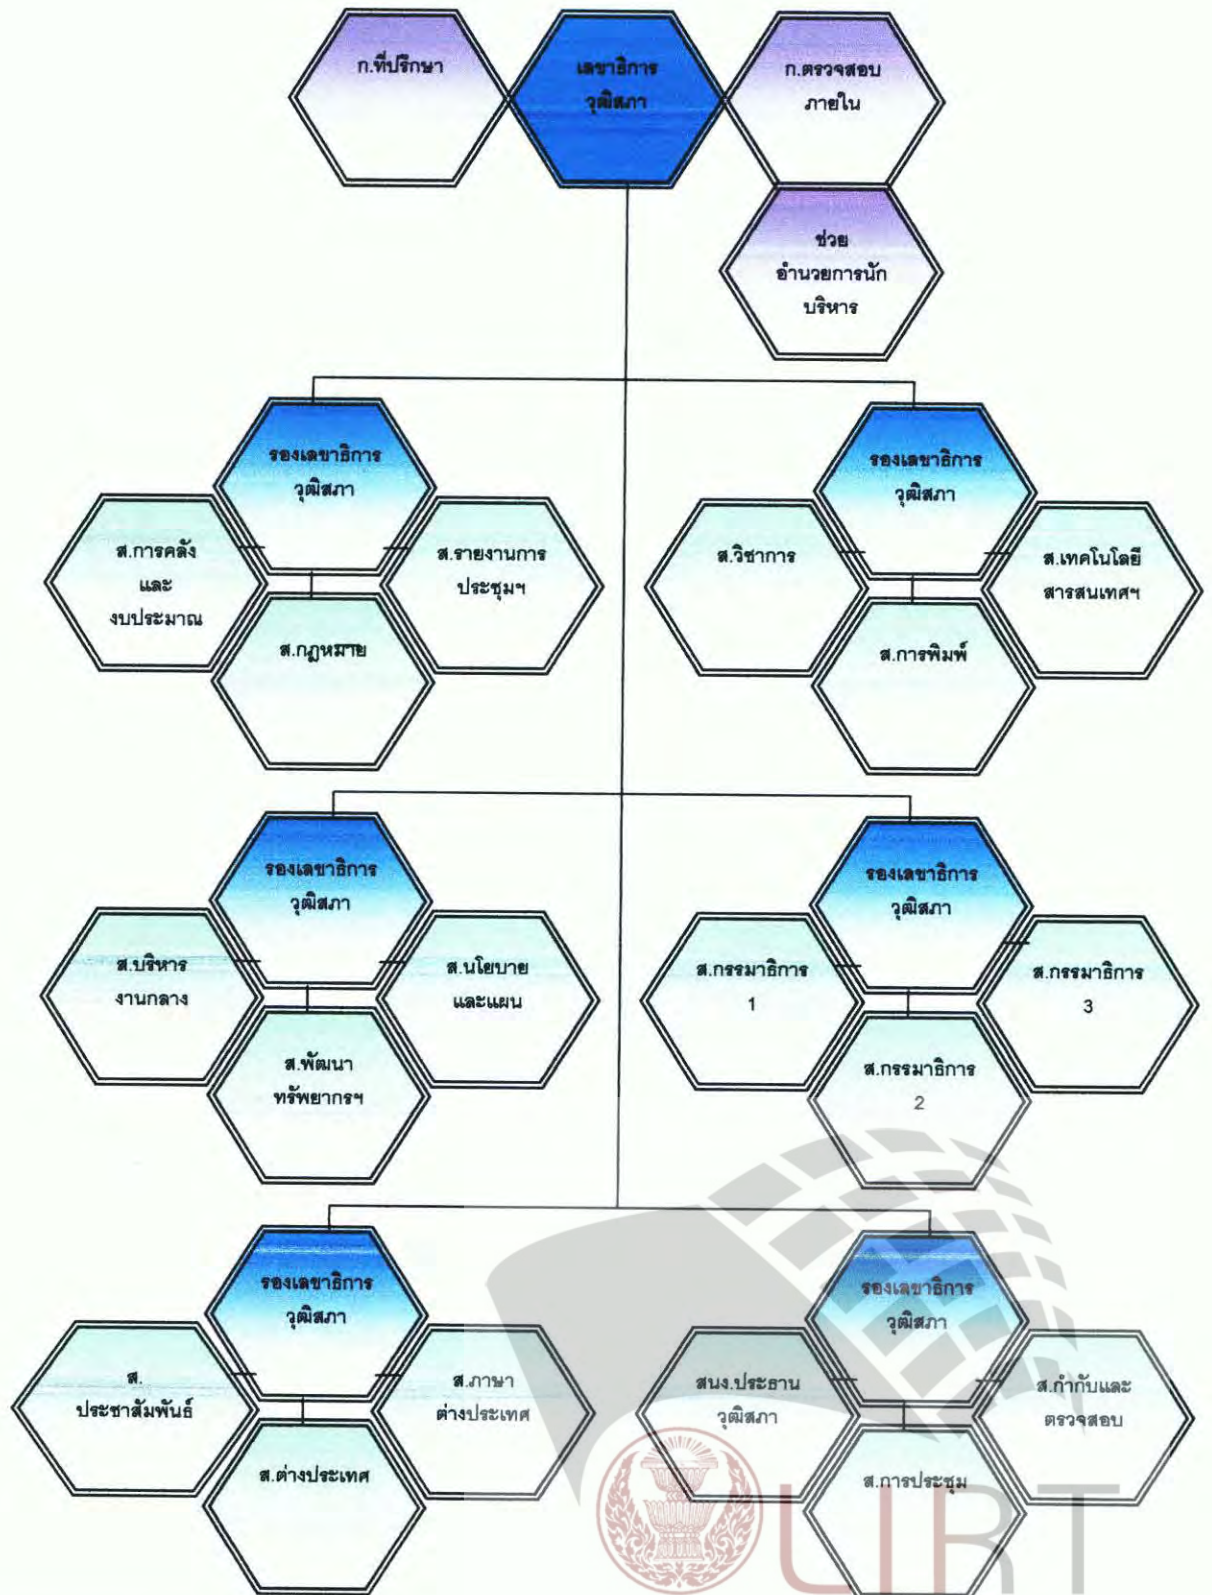 ก.ที่ปรึกษา
เลขาธิการ
วุฒิสภา
ก.ตรวจสอบ
ภายใน
ช่วย
อำนวยการนัก
บริหาร
รองเลขาธิการ
วุฒิสภา
ส.การคลัง
และ
งบประมาณ
ส.กฎหมาย
ส.รายงานการ
ประชุมฯ
รองเลขาธิการ
วุฒิสภา
ส.วิชาการ
ส.การพิมพ์
ส.เทคโนโลยี
สารสนเทศฯ
รองเลขาธิการ
วุฒิสภา
ส.บริหาร
งานกลาง
ส.พัฒนา
ทรัพยากรฯ
ส.นโยบาย
และแผน
รองเลขาธิการ
วุฒิสภา
ส.กรรมาธิการ
1
ส.กรรมาธิการ
2
ส.กรรมาธิการ
3
รองเลขาธิการ
วุฒิสภา
ส.
ประชาสัมพันธ์
ส.ต่างประเทศ
ส.ภาษา
ต่างประเทศ
รองเลขาธิการ
วุฒิสภา
สนง.ประธาน
วุฒิสภา
ส.การประชุม
ส.กำกับและ
ตรวจสอบ
LIRT